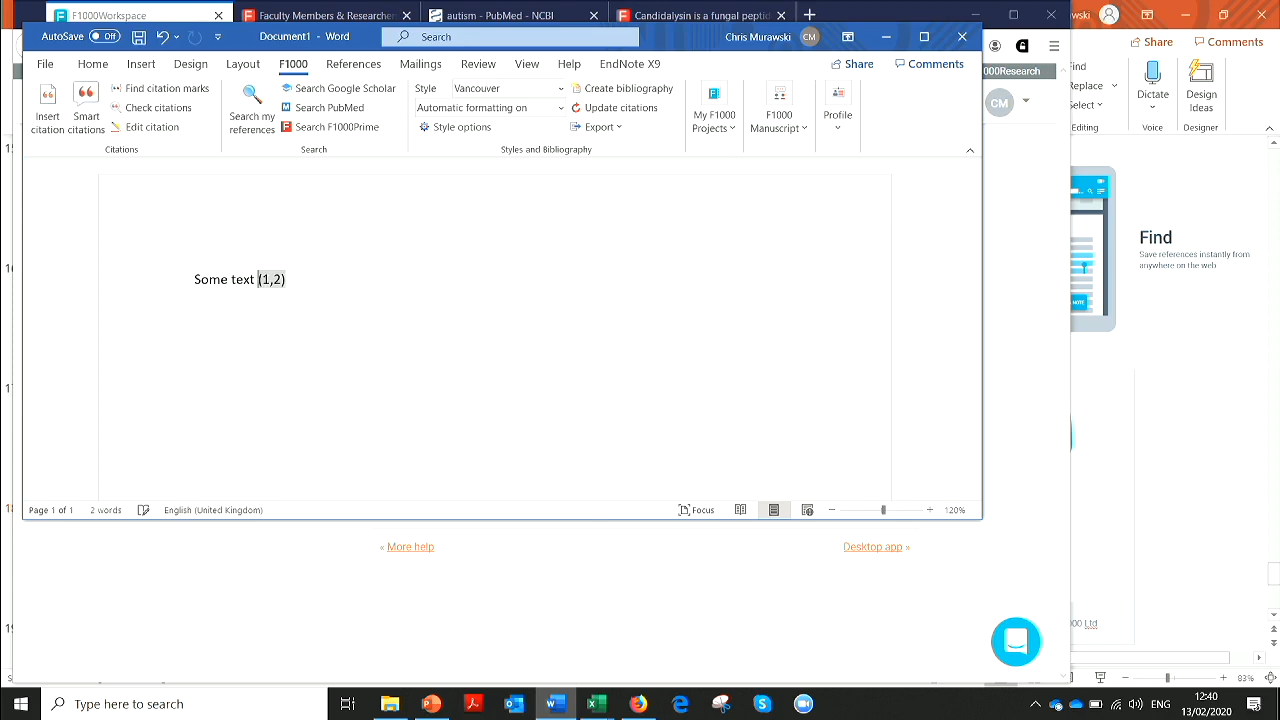 F1000Workspace
Faculty Members & Researcher
autism - PubMed - NCBI
Candidalysin is a fungal peptid
wski
AutoSave Off
Document1 - Word
Search
Chris Murawski CM
Share Comments
File Home Insert Design Layout F1000 References Mailings Review View Help EndNote X9
Share Comments
Insert citation
Smart citations
Find citation marks
Check citations
Edit citation
Citations
Search my references
Search Google Scholar
Search PubMed
Search F1000Prime
Search
Style Vancouver
Automatic formatting on
Style options
Create bibliography
Update citations
Export
Styles and Bibliography
My F1000 Projects
F1000 Manuscript
Profile
000Research
CM
Find
Replace
Select
Editing
Dictate
Voice
Design Ideas
Designer
Some text (1,2)
Find
Save references instantly from
anywhere on the web
NOTE
Page 1 of 1 2 words English (United Kingdom) Focus 120%
« More help
Desktop app »
000 Ltd
83%
Type here to search
12:40
13/02/2020